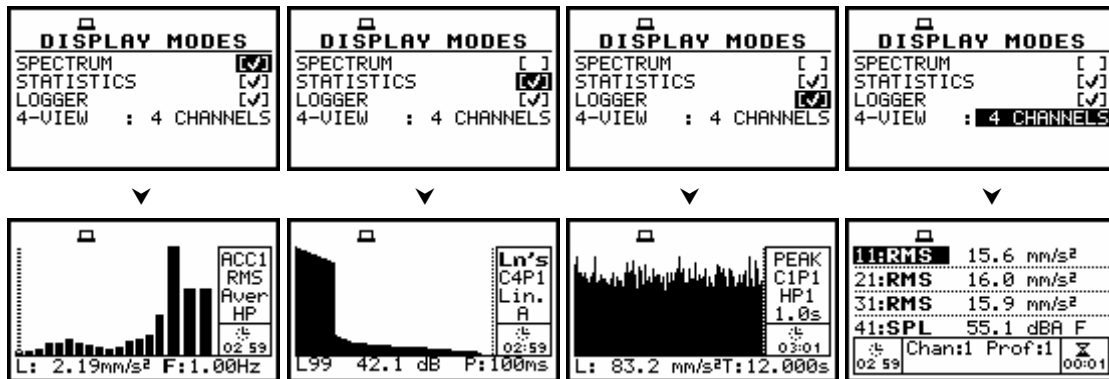 DISPLAY MODES
SPECTRUM [✓]
STATISTICS [✓]
LOGGER [✓]
4-VIEW : 4 CHANNELS
DISPLAY MODES
SPECTRUM [ ]
STATISTICS [✓]
LOGGER [✓]
4-VIEW : 4 CHANNELS
DISPLAY MODES
SPECTRUM [ ]
STATISTICS [✓]
LOGGER [✓]
4-VIEW : 4 CHANNELS
DISPLAY MODES
SPECTRUM [ ]
STATISTICS [✓]
LOGGER [✓]
4-VIEW : 4 CHANNELS
ACC1
RMS
Aver
HP
02 59
L: 2.19mm/s² F:1.00Hz
Ln's
C4P1
Lin.
A
02:59
L99 42.1 dB P:100ms
PEAK
C1P1
HP1
1.0s
03:01
L: 83.2 mm/s²T:12.000s
11:RMS 15.6 mm/s²
21:RMS 16.0 mm/s²
31:RMS 15.9 mm/s²
41:SPL 55.1 dBA F
02 59 Chan:1 Prof:1 00:01